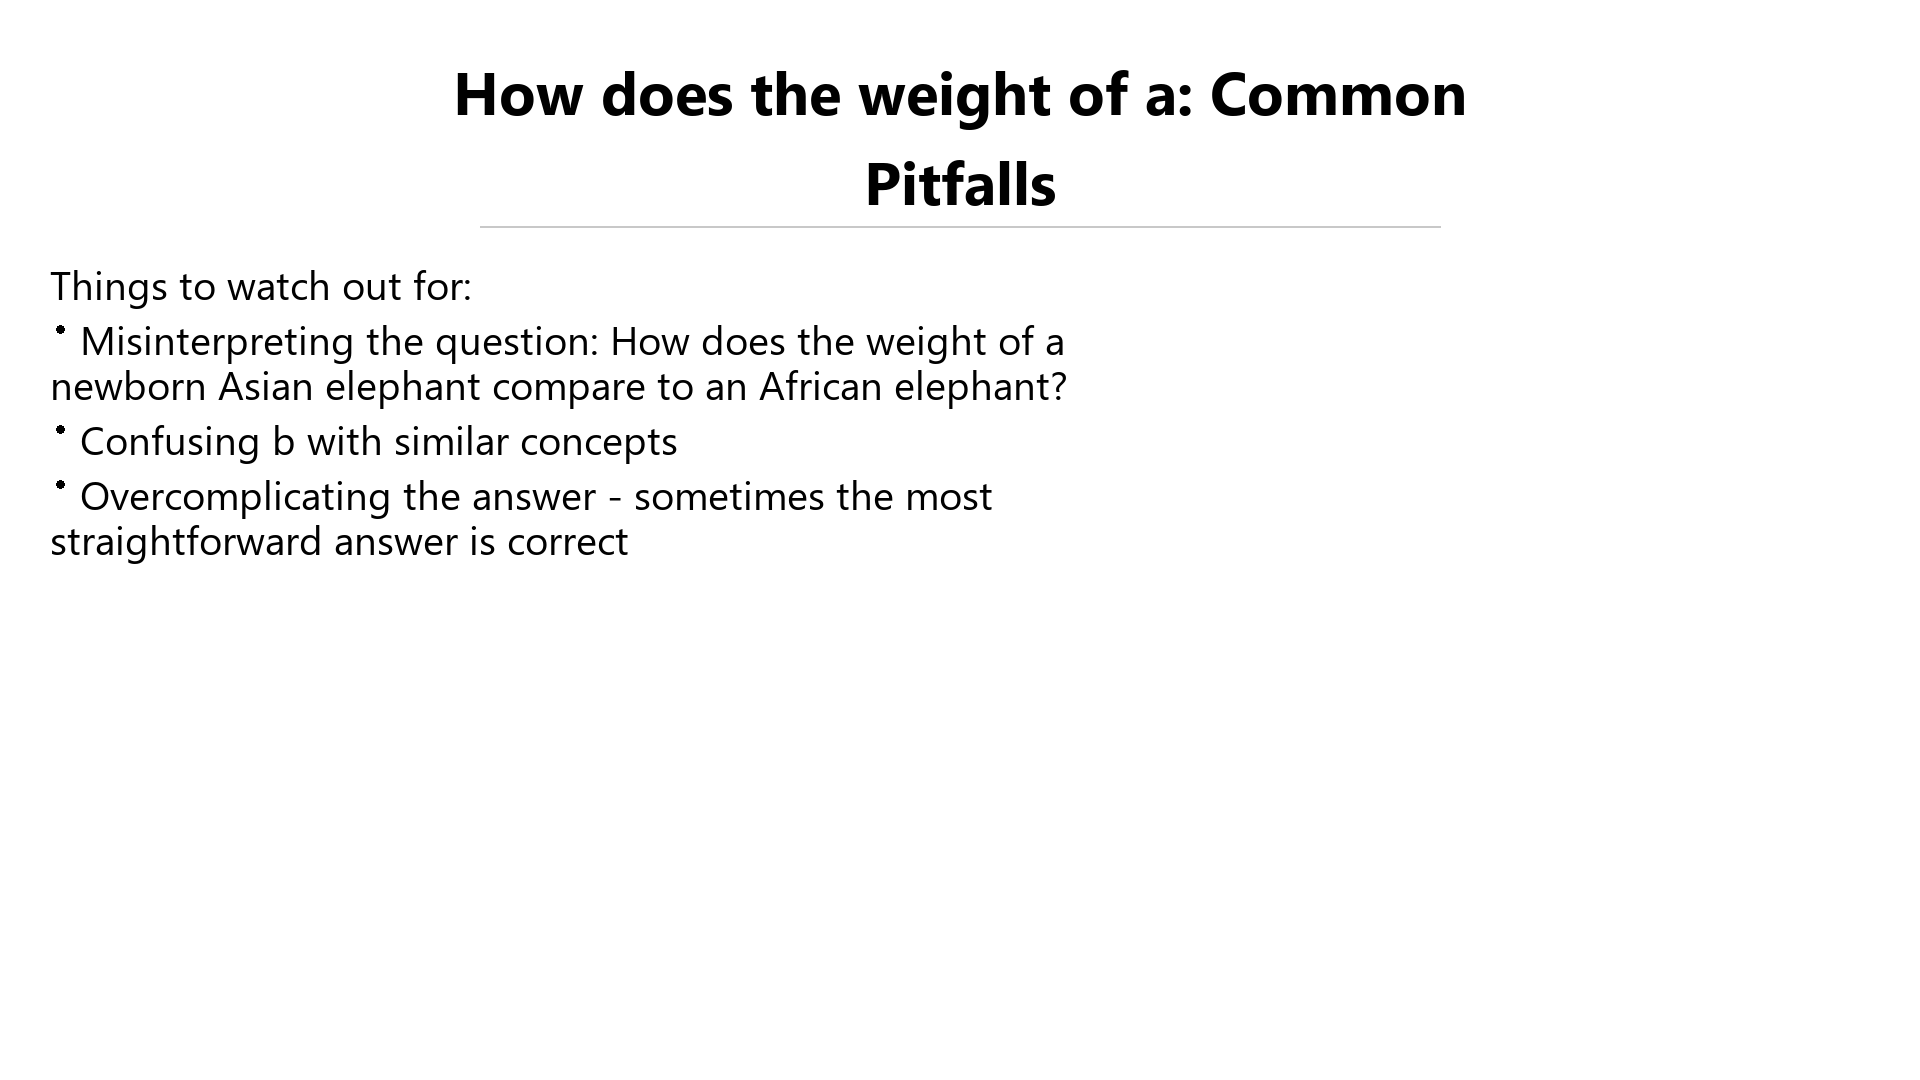 How does the weight of a: Common
Pitfalls
Things to watch out for:
• Misinterpreting the question: How does the weight of a
newborn Asian elephant compare to an African elephant?
• Confusing b with similar concepts
• Overcomplicating the answer - sometimes the most
straightforward answer is correct